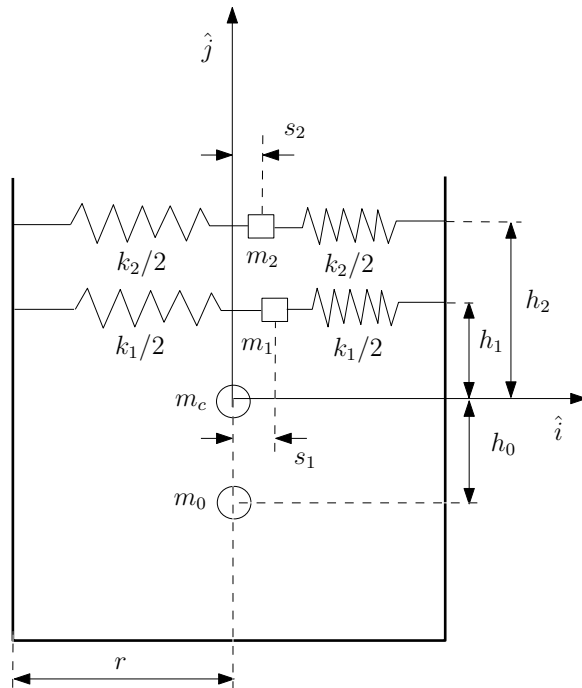 ĵ
s₂
k₂/2 m₂ k₂/2
h₂
k₁/2 m₁ k₁/2
h₁
m_c
î
s₁
h₀
m₀
r